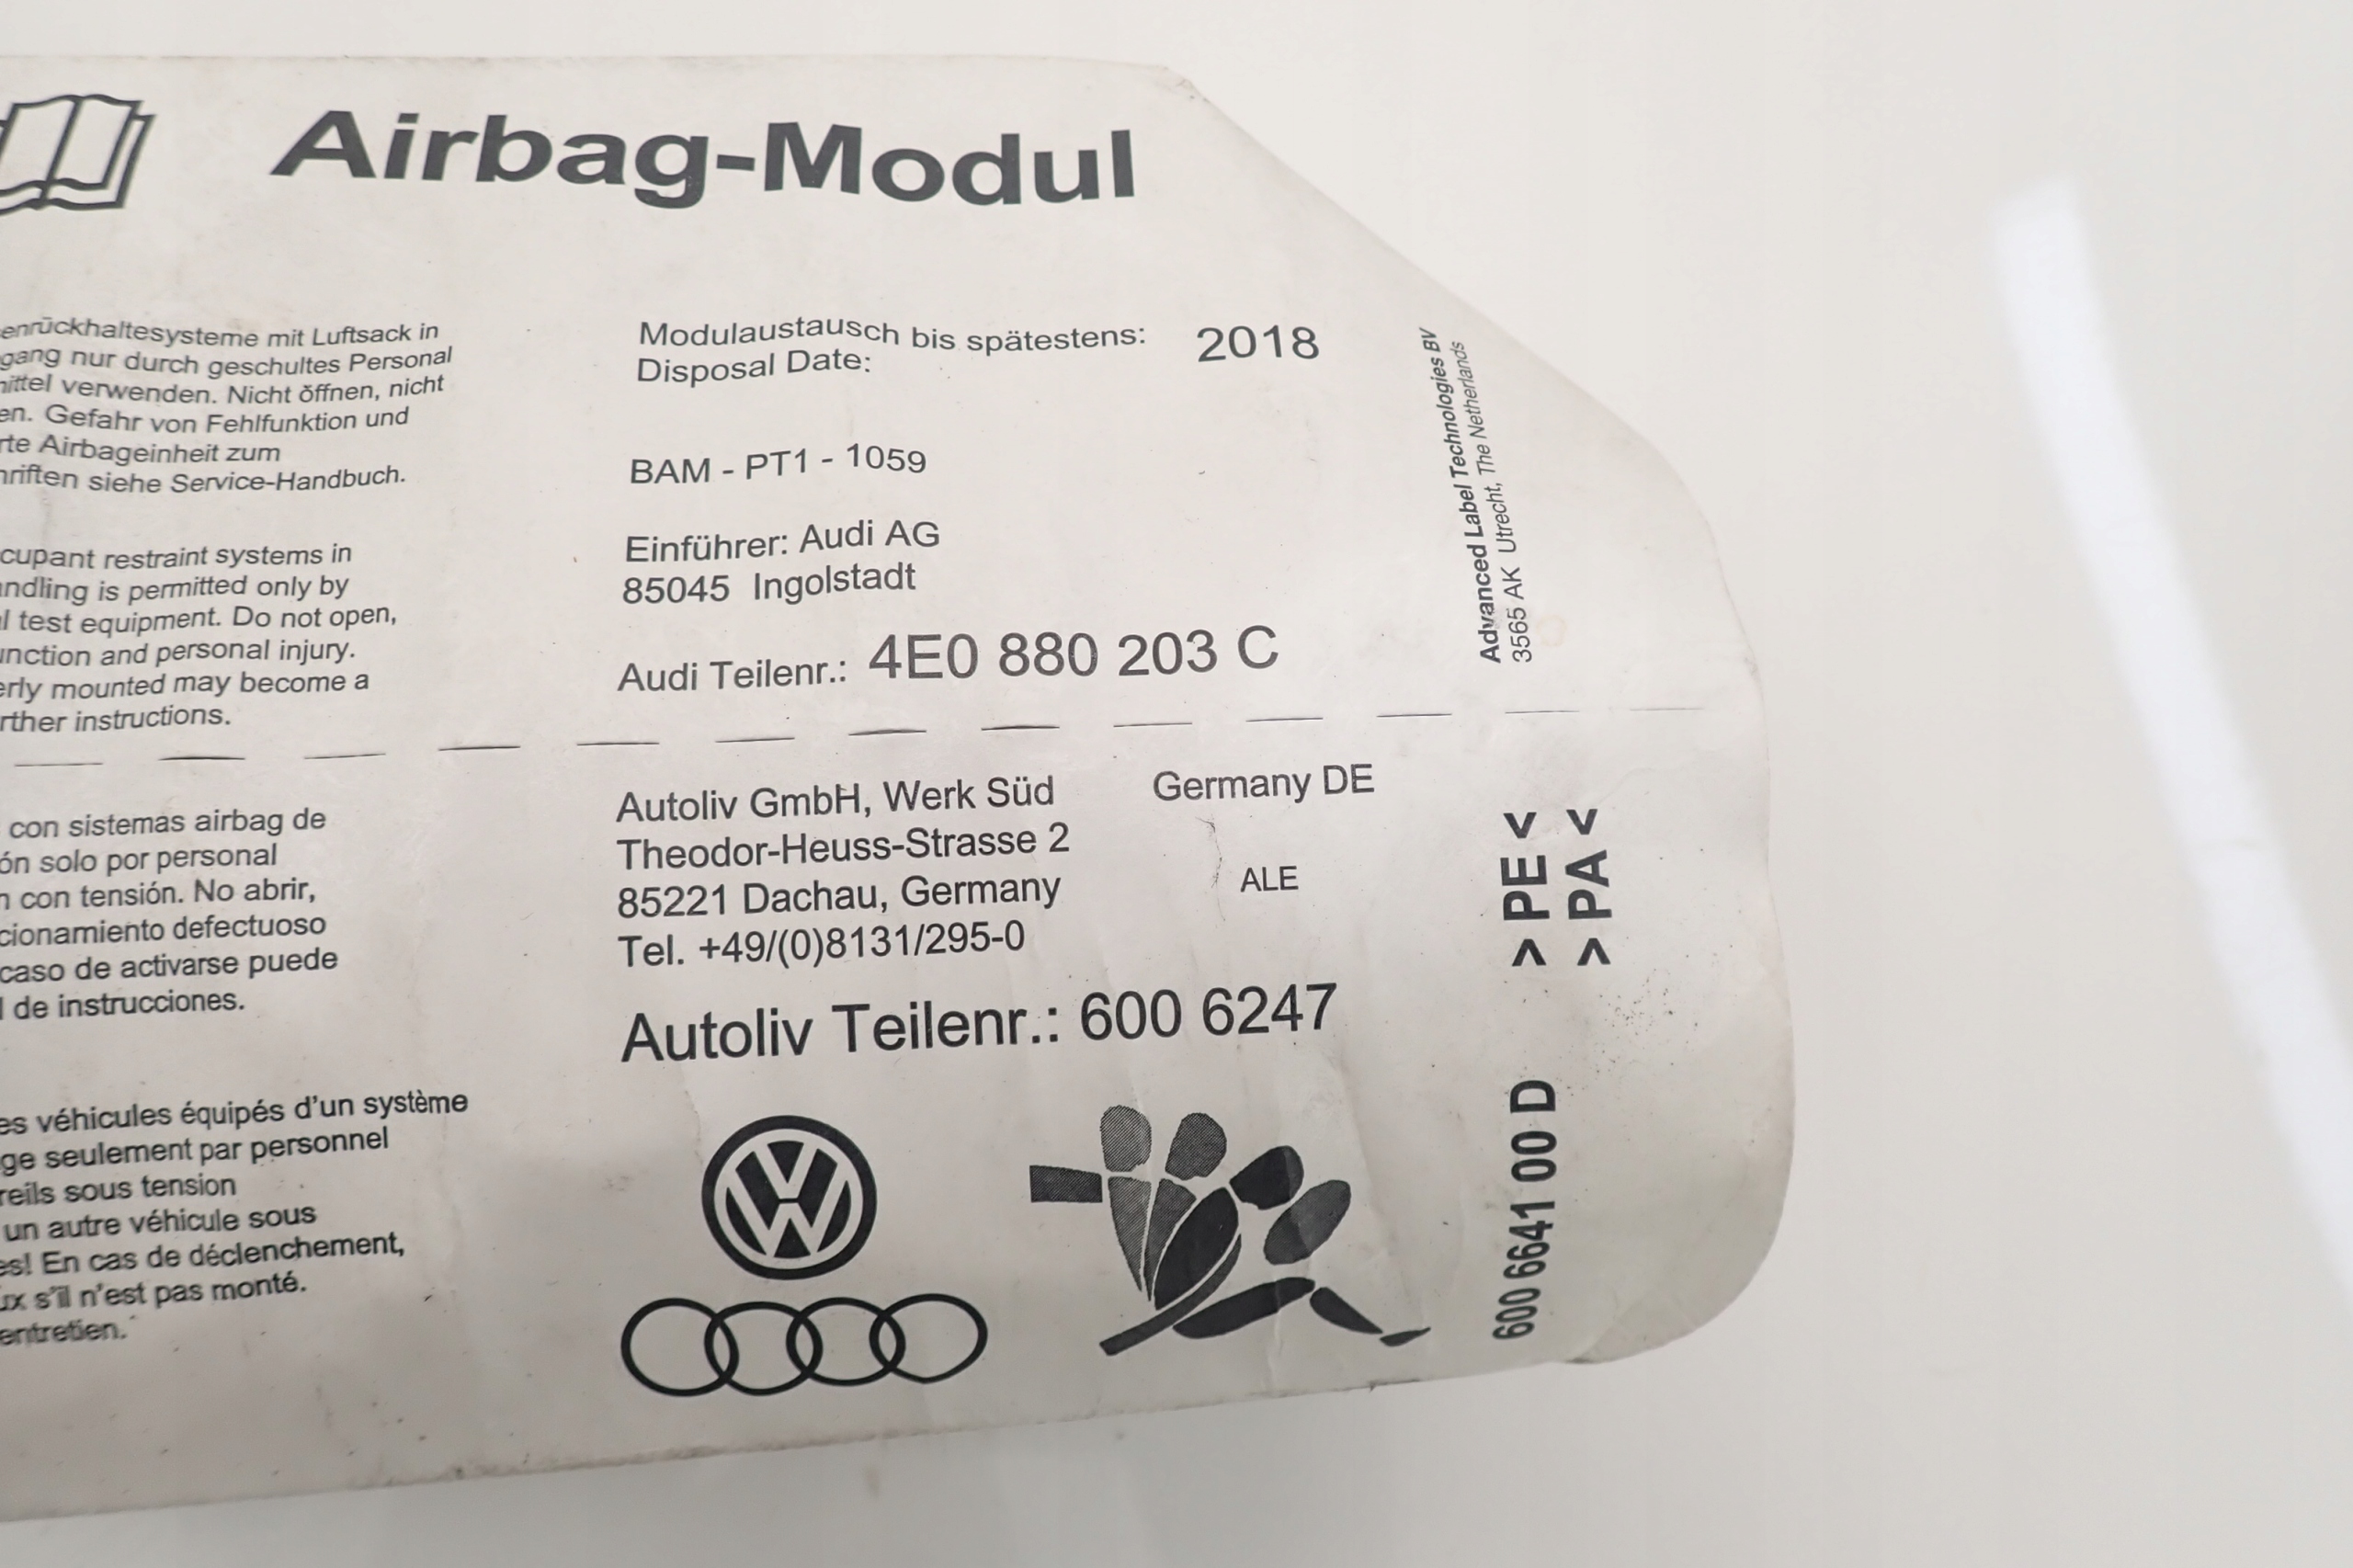 Airbag-Modul
enrückhaltesysteme mit Luftsack in
gang nur durch geschultes Personal
mittel verwenden. Nicht öffnen, nicht
en. Gefahr von Fehlfunktion und
rte Airbageinheit zum
hriften siehe Service-Handbuch.
cupant restraint systems in
andling is permitted only by
l test equipment. Do not open,
unction and personal injury.
erly mounted may become a
rther instructions.
con sistemas airbag de
ón solo por personal
n con tensión. No abrir,
cionamiento defectuoso
caso de activarse puede
l de instrucciones.
es véhicules équipés d'un système
ge seulement par personnel
reils sous tension
un autre véhicule sous
es! En cas de déclenchement,
ux s'il n'est pas monté.
entretien.
Modulaustausch bis spätestens: 2018
Disposal Date:
BAM - PT1 - 1059
Einführer: Audi AG
85045 Ingolstadt
Audi Teilenr.: 4E0 880 203 C
Autoliv GmbH, Werk Süd Germany DE
Theodor-Heuss-Strasse 2
85221 Dachau, Germany ALE
Tel. +49/(0)8131/295-0
Autoliv Teilenr.: 600 6247
Advanced Label Technologies BV
3565 AK Utrecht, The Netherlands
> PE <
> PA <
600 6641 00 D